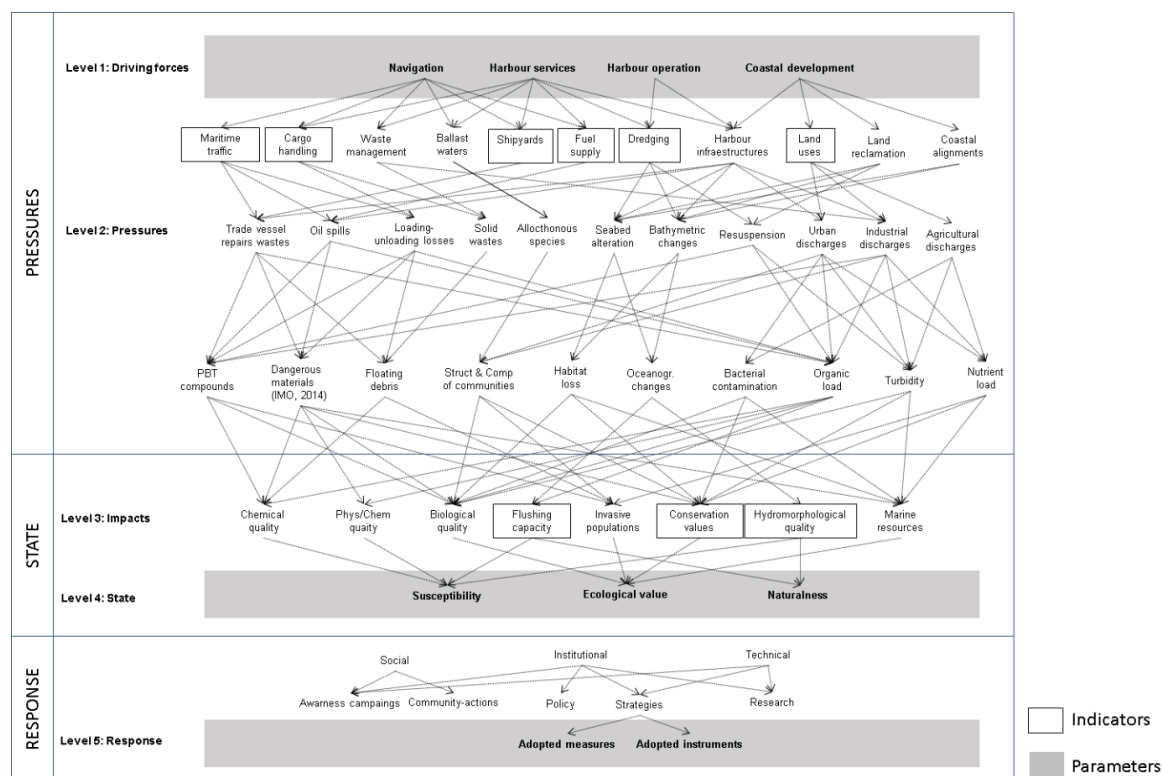 PRESSURES
Level 1: Driving forces
Navigation
Harbour services
Harbour operation
Coastal development
Maritime
traffic
Cargo
handling
Waste
management
Ballast
waters
Shipyards
Fuel
supply
Dredging
Harbour
infraestructures
Land
uses
Land
reclamation
Coastal
alignments
Level 2: Pressures
Trade vessel
repairs wastes
Oil spills
Loading-
unloading losses
Solid
wastes
Allocthonous
species
Seabed
alteration
Bathymetric
changes
Resuspension
Urban
discharges
Industrial
discharges
Agricultural
discharges
PBT
compounds
Dangerous
materials
(IMO, 2014)
Floating
debris
Struct & Comp
of communities
Habitat
loss
Oceanogr.
changes
Bacterial
contamination
Organic
load
Turbidity
Nutrient
load
STATE
Level 3: Impacts
Chemical
quality
Phys/Chem
quaity
Biological
quality
Flushing
capacity
Invasive
populations
Conservation
values
Hydromorphological
quality
Marine
resources
Level 4: State
Susceptibility
Ecological value
Naturalness
RESPONSE
Social
Institutional
Technical
Awarness campaings
Community-actions
Policy
Strategies
Research
Level 5: Response
Adopted measures
Adopted instruments
Indicators
Parameters